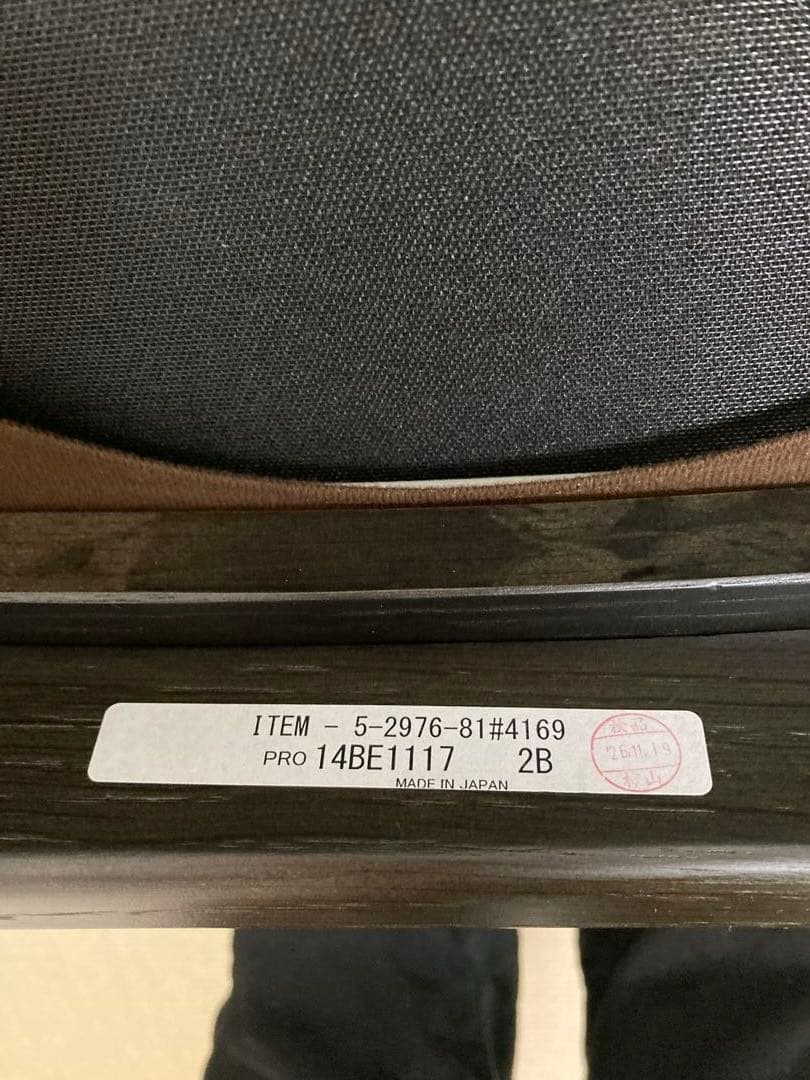 ITEM - 5-2976-81#4169
PRO 14BE1117 2B
MADE IN JAPAN
'26.11.19